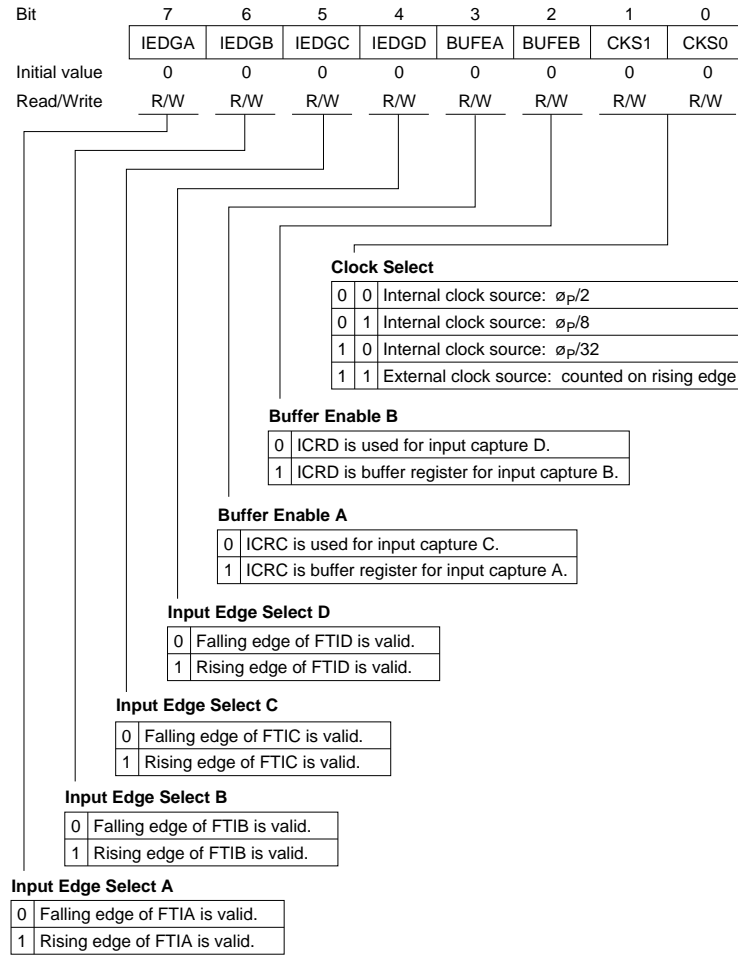 Bit 7 6 5 4 3 2 1 0
IEDGA IEDGB IEDGC IEDGD BUFEA BUFEB CKS1 CKS0
Initial value 0 0 0 0 0 0 0 0
Read/Write R/W R/W R/W R/W R/W R/W R/W R/W
Clock Select
0 0 Internal clock source: øP/2
0 1 Internal clock source: øP/8
1 0 Internal clock source: øP/32
1 1 External clock source: counted on rising edge
Buffer Enable B
0 ICRD is used for input capture D.
1 ICRD is buffer register for input capture B.
Buffer Enable A
0 ICRC is used for input capture C.
1 ICRC is buffer register for input capture A.
Input Edge Select D
0 Falling edge of FTID is valid.
1 Rising edge of FTID is valid.
Input Edge Select C
0 Falling edge of FTIC is valid.
1 Rising edge of FTIC is valid.
Input Edge Select B
0 Falling edge of FTIB is valid.
1 Rising edge of FTIB is valid.
Input Edge Select A
0 Falling edge of FTIA is valid.
1 Rising edge of FTIA is valid.